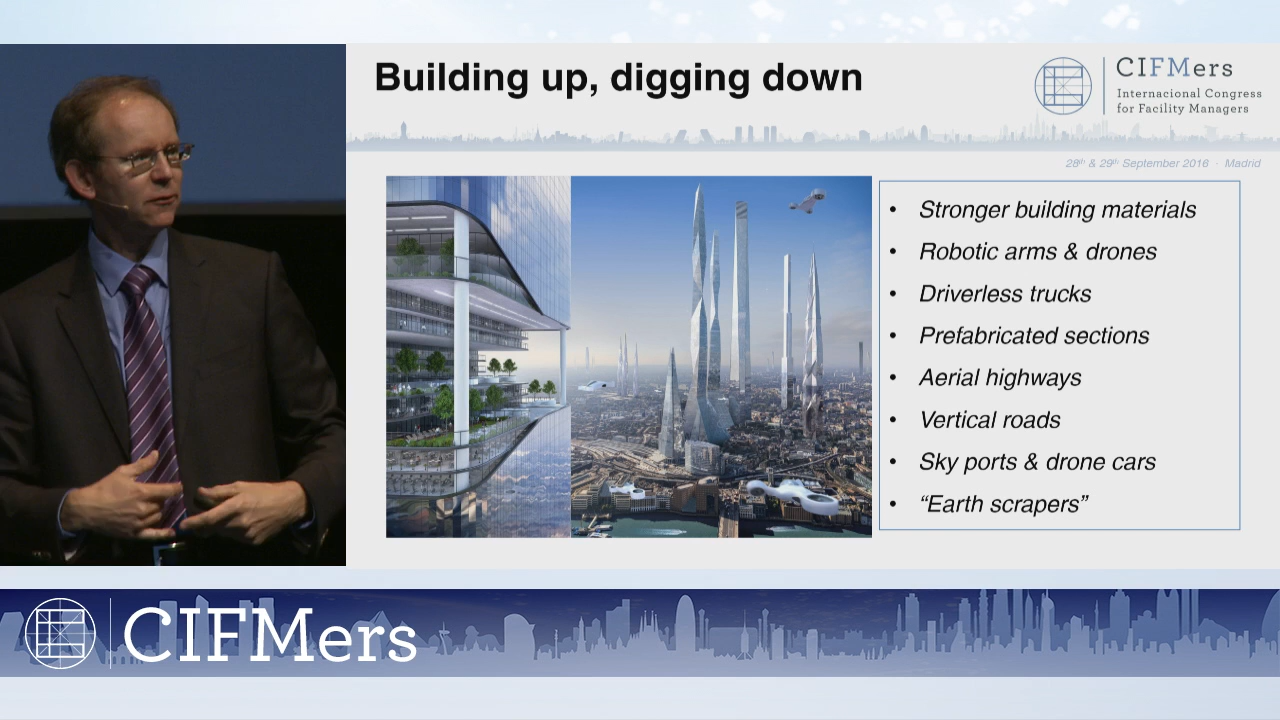 Building up, digging down
CIFMers
Internacional Congress
for Facility Managers
28th & 29th September 2016 · Madrid
• Stronger building materials
• Robotic arms & drones
• Driverless trucks
• Prefabricated sections
• Aerial highways
• Vertical roads
• Sky ports & drone cars
• “Earth scrapers”
CIFMers